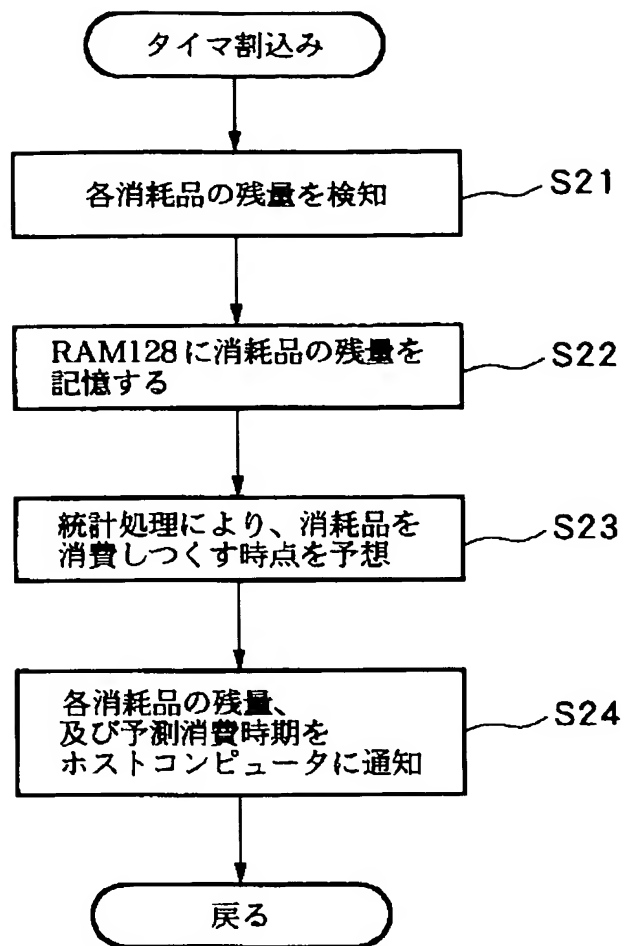 タイマ割込み
各消耗品の残量を検知
S21
RAM128に消耗品の残量を
記憶する
S22
統計処理により、消耗品を
消費しつくす時点を予想
S23
各消耗品の残量、
及び予測消費時期を
ホストコンピュータに通知
S24
戻る